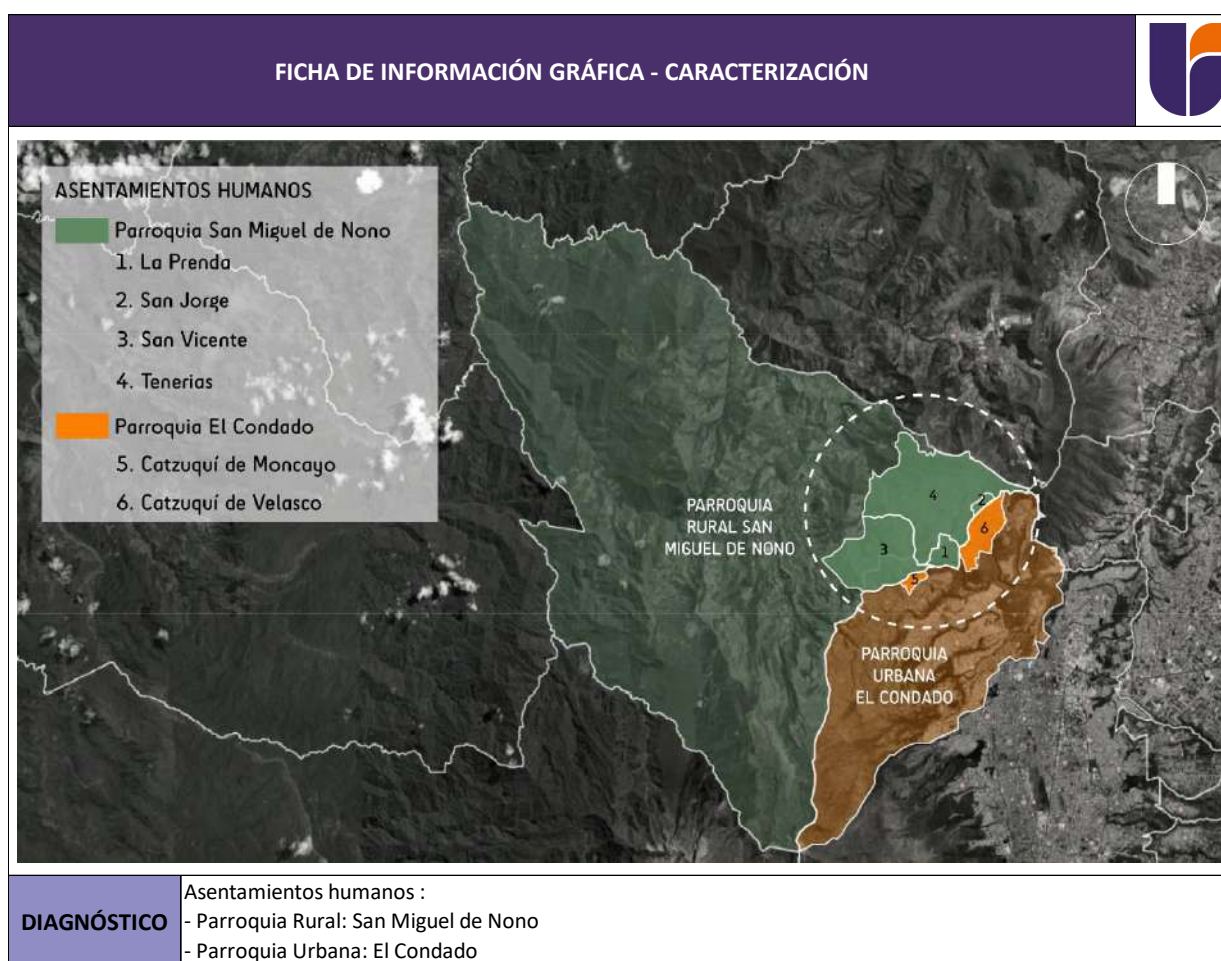 FICHA DE INFORMACIÓN GRÁFICA - CARACTERIZACIÓN
ASENTAMIENTOS HUMANOS
Parroquia San Miguel de Nono
1. La Prenda
2. San Jorge
3. San Vicente
4. Tenerias
Parroquia El Condado
5. Catzuquí de Moncayo
6. Catzuquí de Velasco
PARROQUIA
RURAL SAN
MIGUEL DE NONO
4
2
6
3
1
5
PARROQUIA
URBANA
EL CONDADO
DIAGNÓSTICO
Asentamientos humanos :
- Parroquia Rural: San Miguel de Nono
- Parroquia Urbana: El Condado